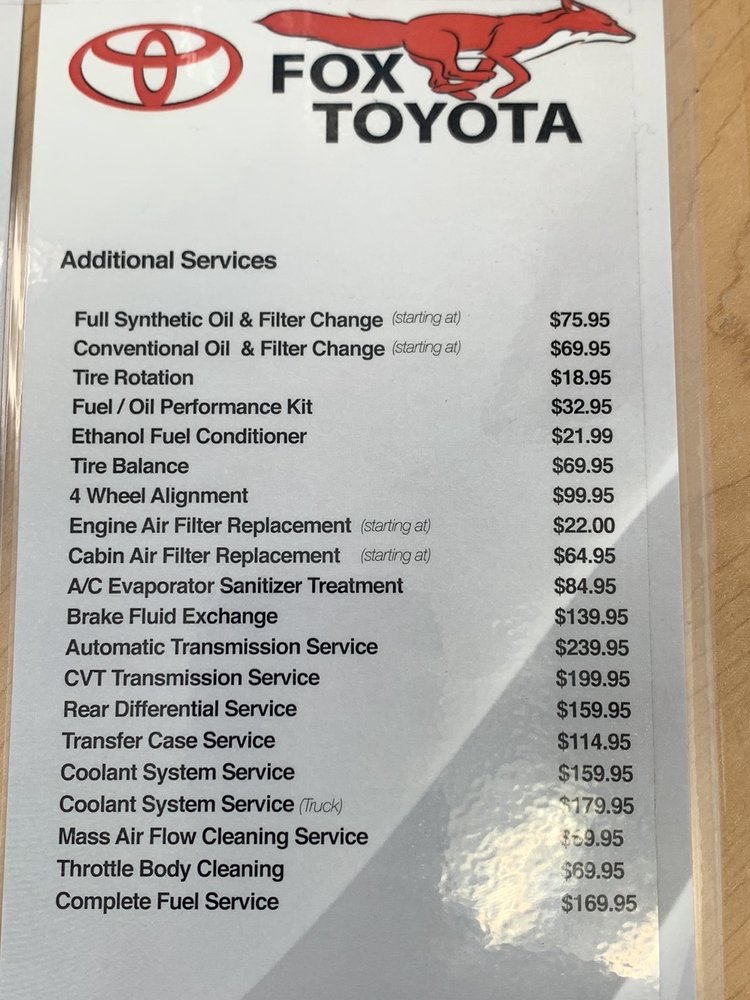 FOX
TOYOTA
Additional Services
Full Synthetic Oil & Filter Change (starting at) $75.95
Conventional Oil & Filter Change (starting at) $69.95
Tire Rotation $18.95
Fuel / Oil Performance Kit $32.95
Ethanol Fuel Conditioner $21.99
Tire Balance $69.95
4 Wheel Alignment $99.95
Engine Air Filter Replacement (starting at) $22.00
Cabin Air Filter Replacement (starting at) $64.95
A/C Evaporator Sanitizer Treatment $84.95
Brake Fluid Exchange $139.95
Automatic Transmission Service $239.95
CVT Transmission Service $199.95
Rear Differential Service $159.95
Transfer Case Service $114.95
Coolant System Service $159.95
Coolant System Service (Truck) $179.95
Mass Air Flow Cleaning Service
Throttle Body Cleaning $69.95
Complete Fuel Service $169.95